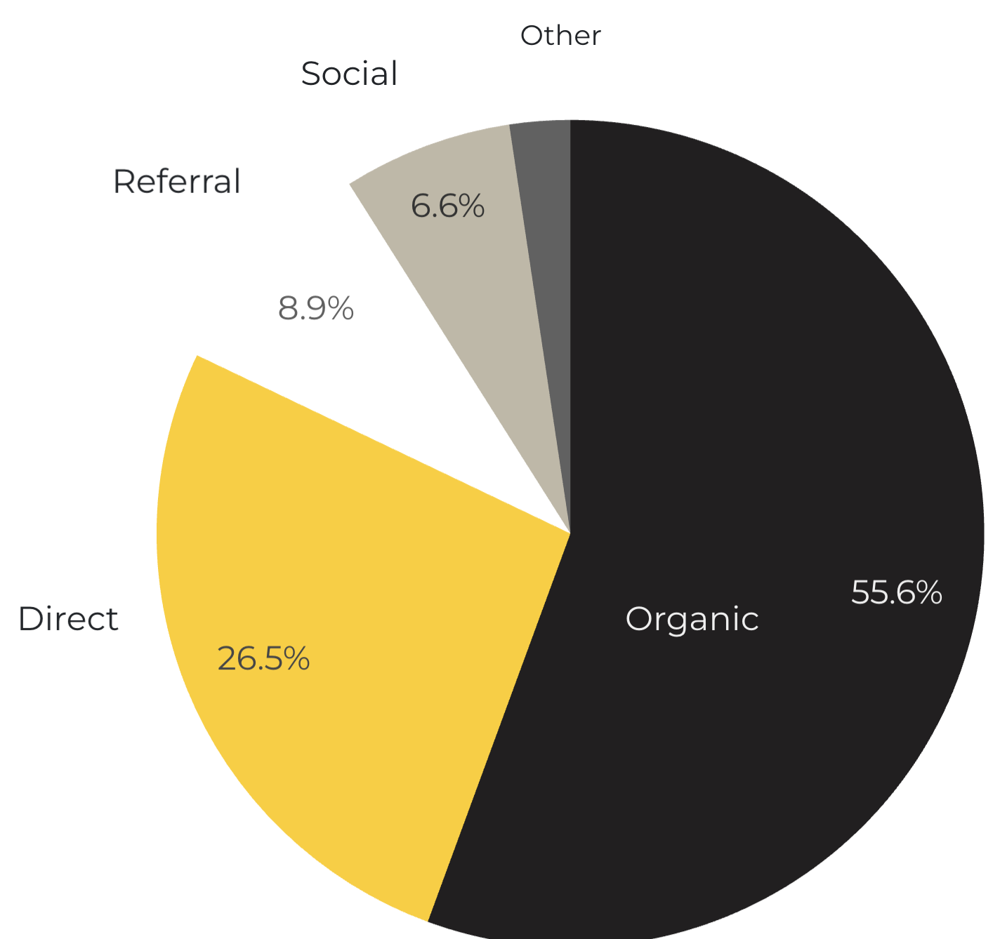 Other
Social
Referral
6.6%
8.9%
55.6%
Organic
Direct
26.5%